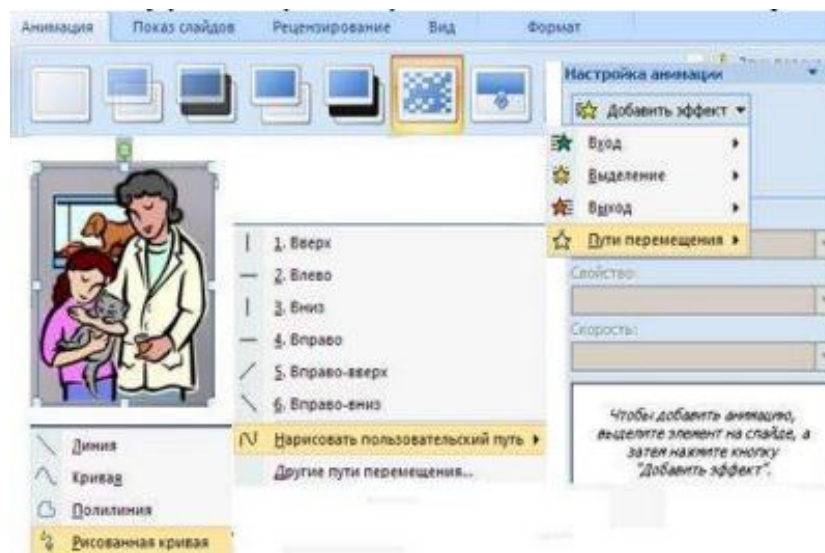 Анимация Показ слайдов Рецензирование Вид Формат
Настройка анимации
Добавить эффект
Вход
Выделение
Выход
Пути перемещения
Свойство:
Скорость:
Чтобы добавить анимацию,
выделите элемент на слайде, а
затем нажмите кнопку
"Добавить эффект".
1. Вверх
2. Влево
3. Вниз
4. Вправо
5. Вправо-вверх
6. Вправо-вниз
Нарисовать пользовательский путь
Другие пути перемещения...
Линия
Кривая
Полилиния
Рисованная кривая